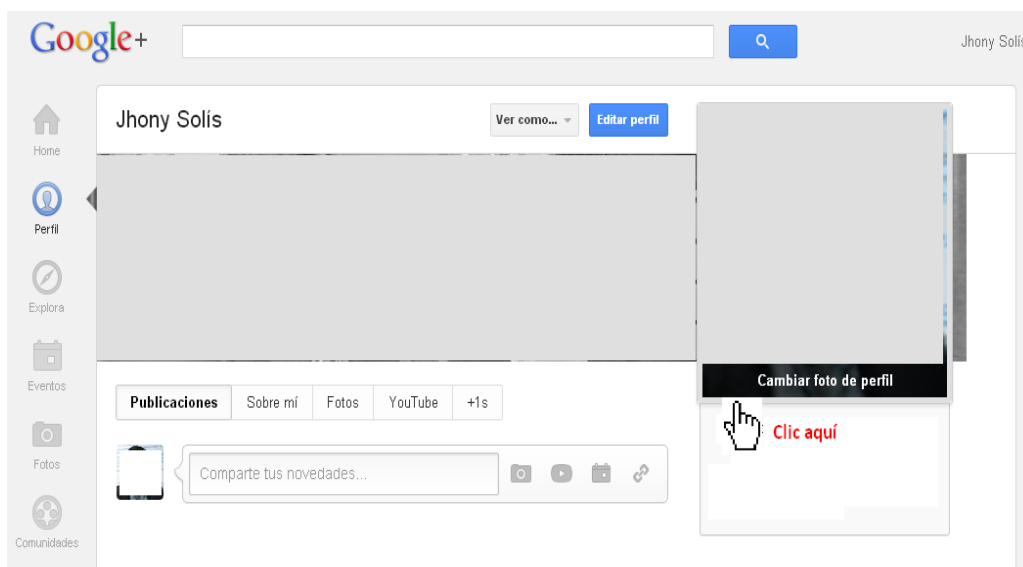 Google+
Jhony Solís
Jhony Solís
Ver como...
Editar perfil
Home
Perfil
Explora
Eventos
Fotos
Comunidades
Cambiar foto de perfil
Clic aquí
Publicaciones
Sobre mí
Fotos
YouTube
+1s
Comparte tus novedades...